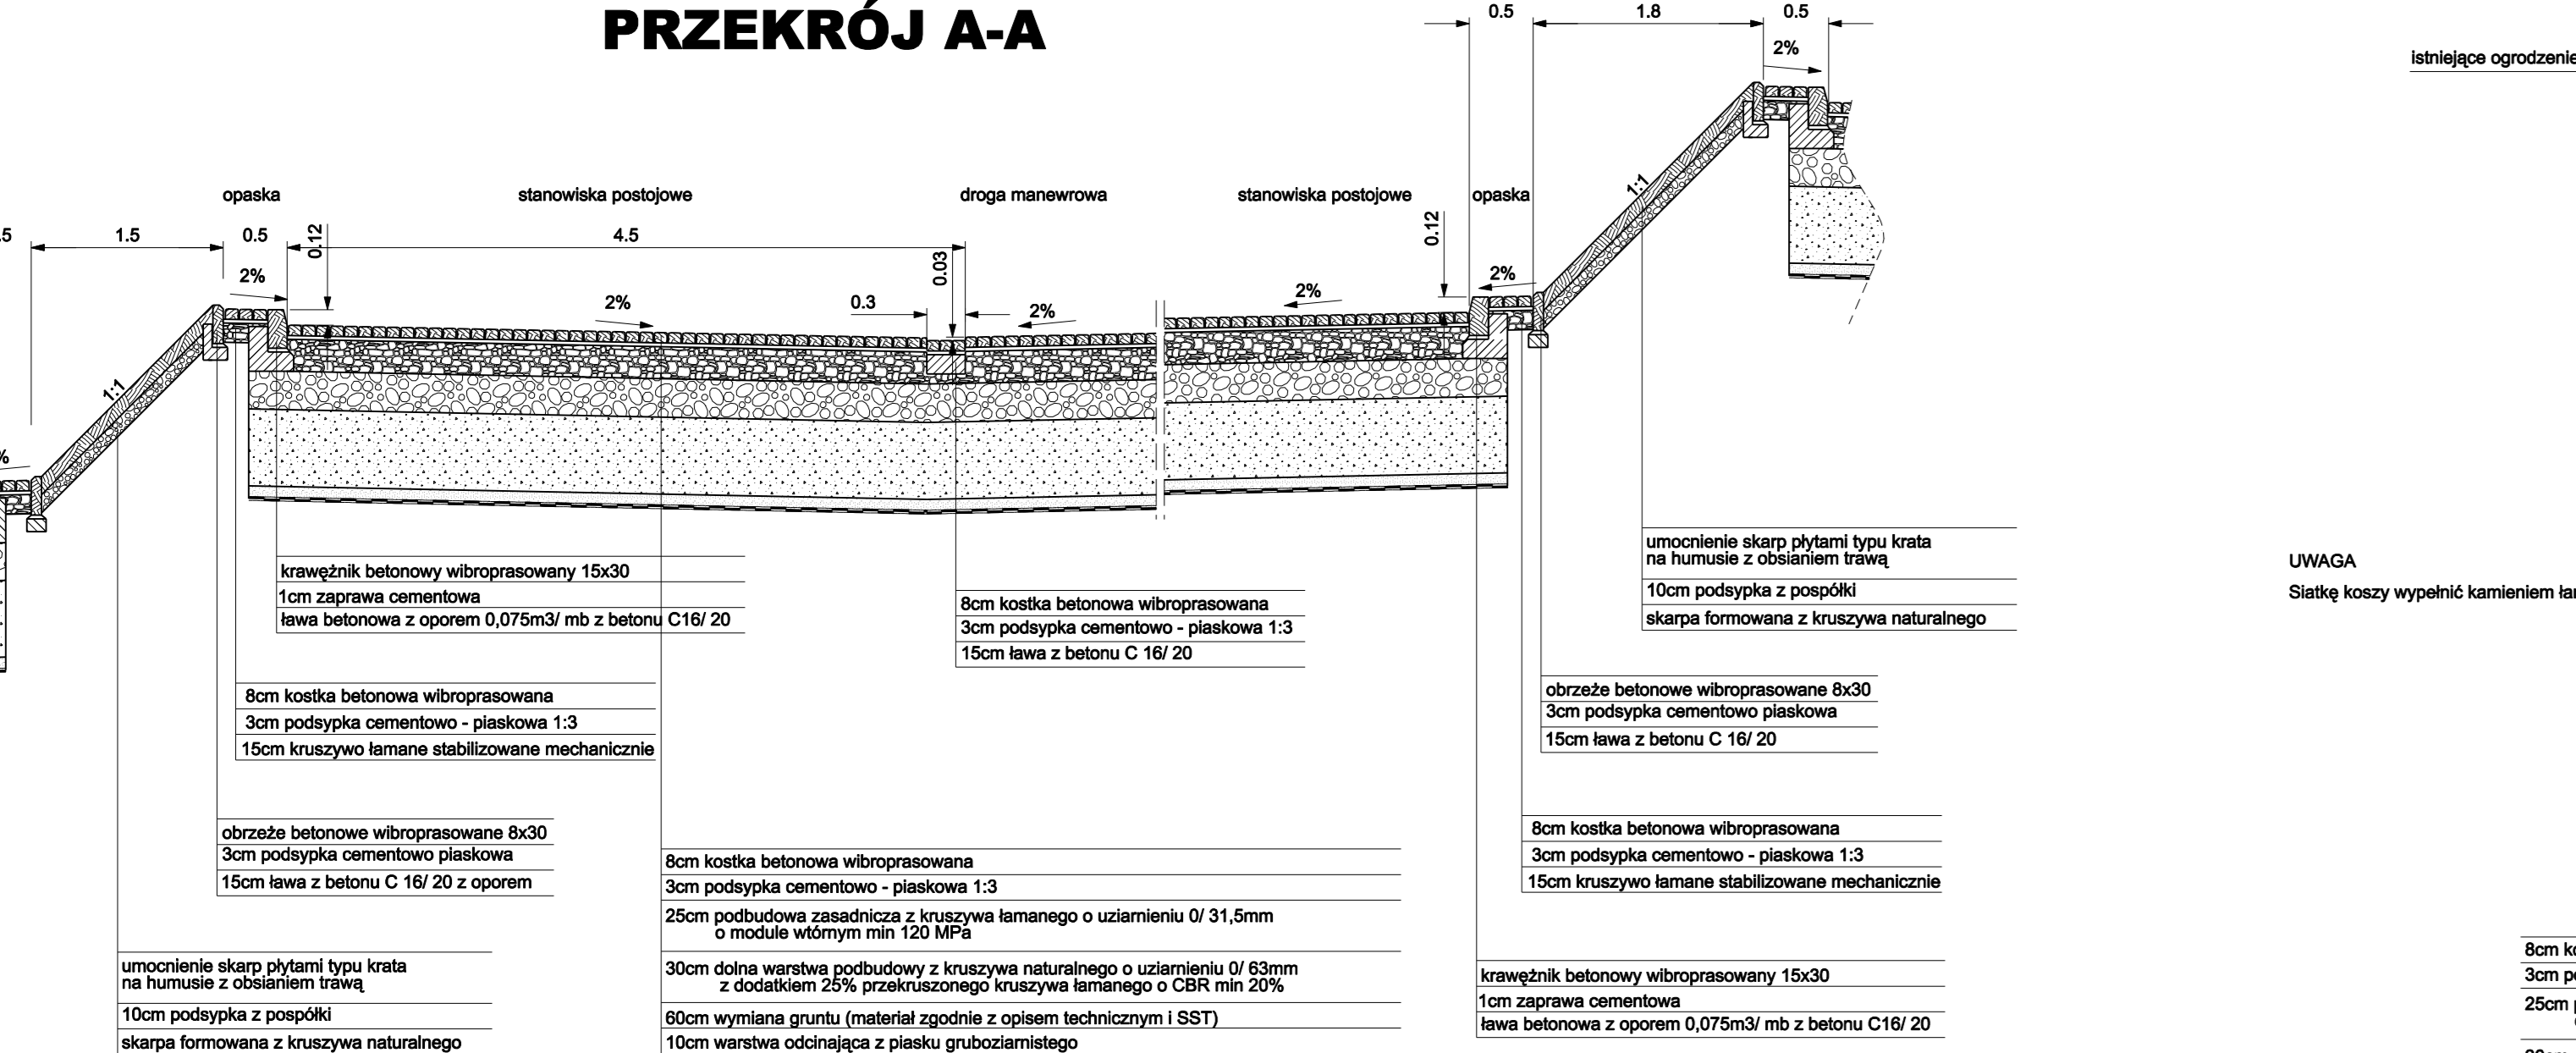 PRZEKRÓJ A-A
0.5
1.8
0.5
2%
istniejące ogrodzenie
1:1
opaska
stanowiska postojowe
droga manewrowa
stanowiska postojowe
opaska
.5
1.5
0.5
0.12
4.5
0.03
0.12
2%
2%
0.3
2%
2%
2%
1:1
%
krawężnik betonowy wibroprasowany 15x30
1cm zaprawa cementowa
ława betonowa z oporem 0,075m3/ mb z betonu C16/ 20
8cm kostka betonowa wibroprasowana
3cm podsypka cementowo - piaskowa 1:3
15cm ława z betonu C 16/ 20
umocnienie skarp płytami typu krata
na humusie z obsianiem trawą
10cm podsypka z pospółki
skarpa formowana z kruszywa naturalnego
UWAGA
Siatkę koszy wypełnić kamieniem
8cm kostka betonowa wibroprasowana
3cm podsypka cementowo - piaskowa 1:3
15cm kruszywo łamane stabilizowane mechanicznie
obrzeże betonowe wibroprasowane 8x30
3cm podsypka cementowo piaskowa
15cm ława z betonu C 16/ 20
obrzeże betonowe wibroprasowane 8x30
3cm podsypka cementowo piaskowa
15cm ława z betonu C 16/ 20 z oporem
8cm kostka betonowa wibroprasowana
3cm podsypka cementowo - piaskowa 1:3
25cm podbudowa zasadnicza z kruszywa łamanego o uziarnieniu 0/ 31,5mm
o module wtórnym min 120 MPa
30cm dolna warstwa podbudowy z kruszywa naturalnego o uziarnieniu 0/ 63mm
z dodatkiem 25% przekruszonego kruszywa łamanego o CBR min 20%
60cm wymiana gruntu (materiał zgodnie z opisem technicznym i SST)
10cm warstwa odcinająca z piasku gruboziarnistego
8cm kostka betonowa wibroprasowana
3cm podsypka cementowo - piaskowa 1:3
15cm kruszywo łamane stabilizowane mechanicznie
umocnienie skarp płytami typu krata
na humusie z obsianiem trawą
10cm podsypka z pospółki
skarpa formowana z kruszywa naturalnego
krawężnik betonowy wibroprasowany 15x30
1cm zaprawa cementowa
ława betonowa z oporem 0,075m3/ mb z betonu C16/ 20
8cm
3cm
25cm